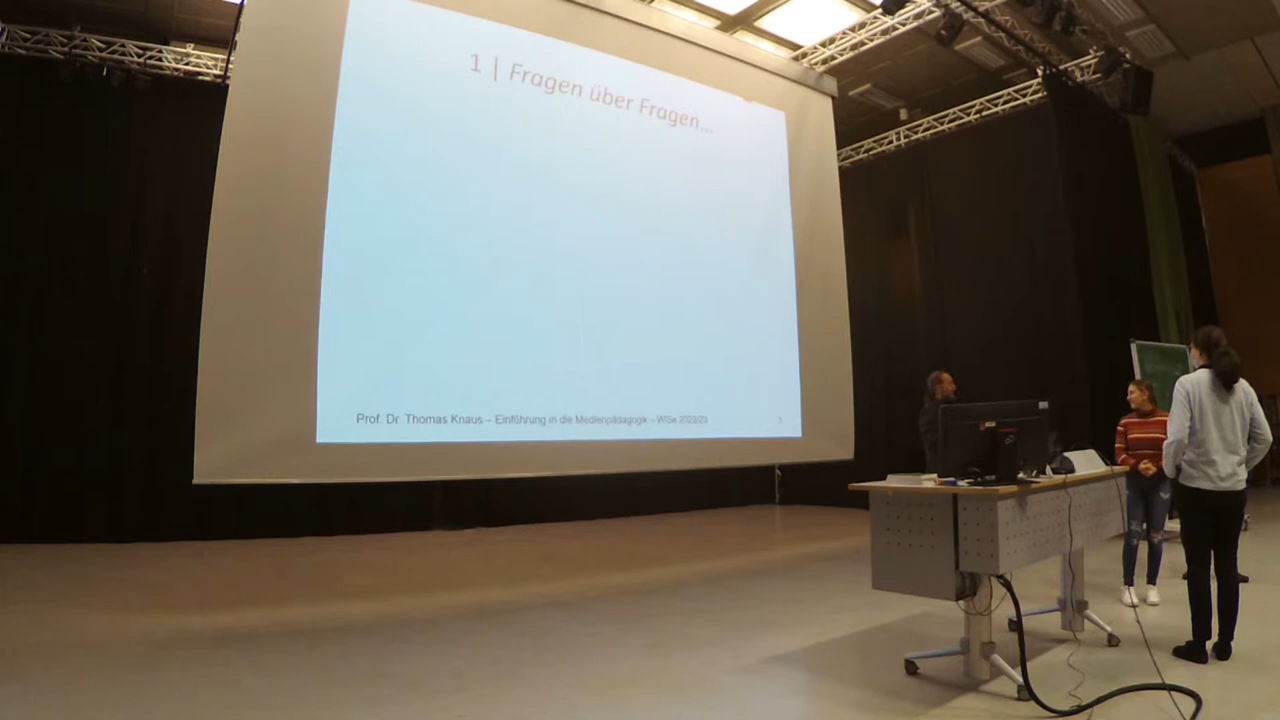 1 | Fragen über Fragen...
Prof. Dr. Thomas Knaus – Einführung in die Medienpädagogik – WiSe 2022/23